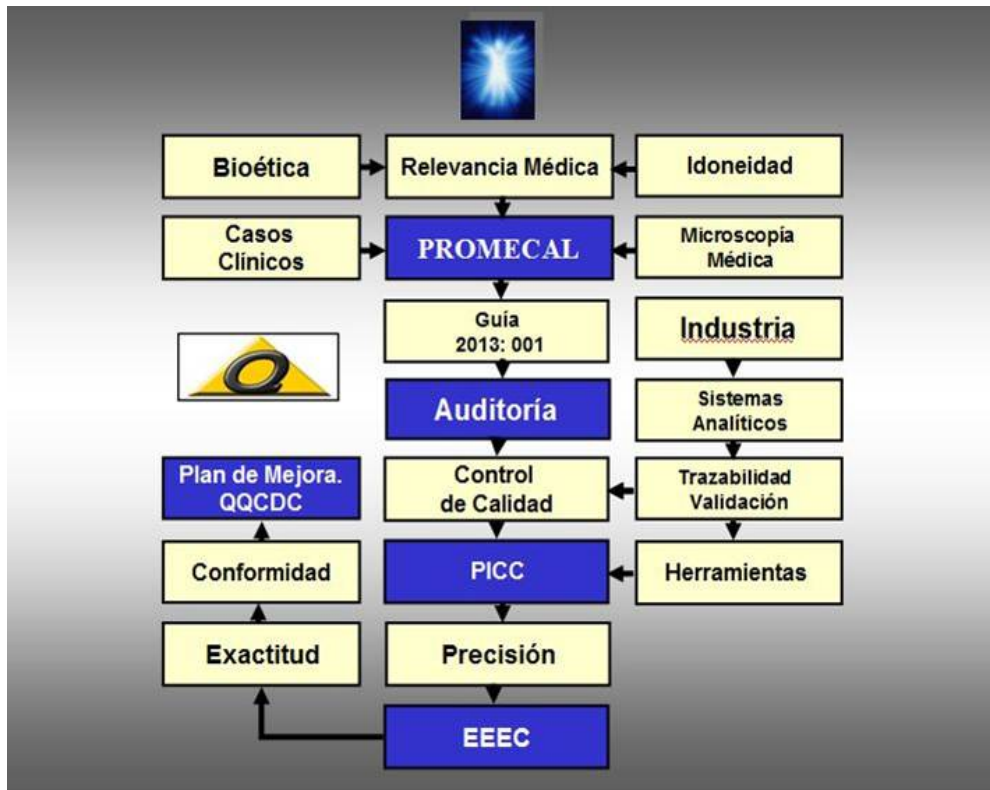 Bioética
Relevancia Médica
Idoneidad
Casos
Clínicos
PROMECAL
Microscopía
Médica
Guía
2013: 001
Industria
Auditoría
Sistemas
Analíticos
Plan de Mejora.
QQCDC
Control
de Calidad
Trazabilidad
Validación
Conformidad
PICC
Herramientas
Exactitud
Precisión
EEEC
Q